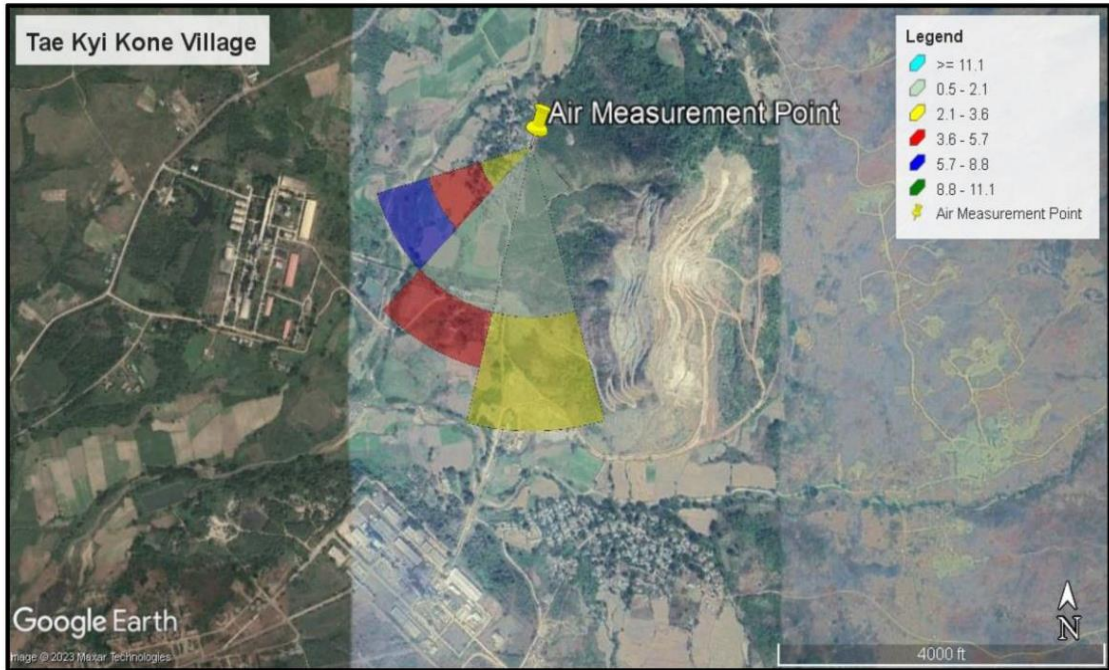 Tae Kyi Kone Village
Air Measurement Point
Legend
>= 11.1
0.5 - 2.1
2.1 - 3.6
3.6 - 5.7
5.7 - 8.8
8.8 - 11.1
Air Measurement Point
N
Google Earth
Image © 2023 Maxar Technologies
4000 ft